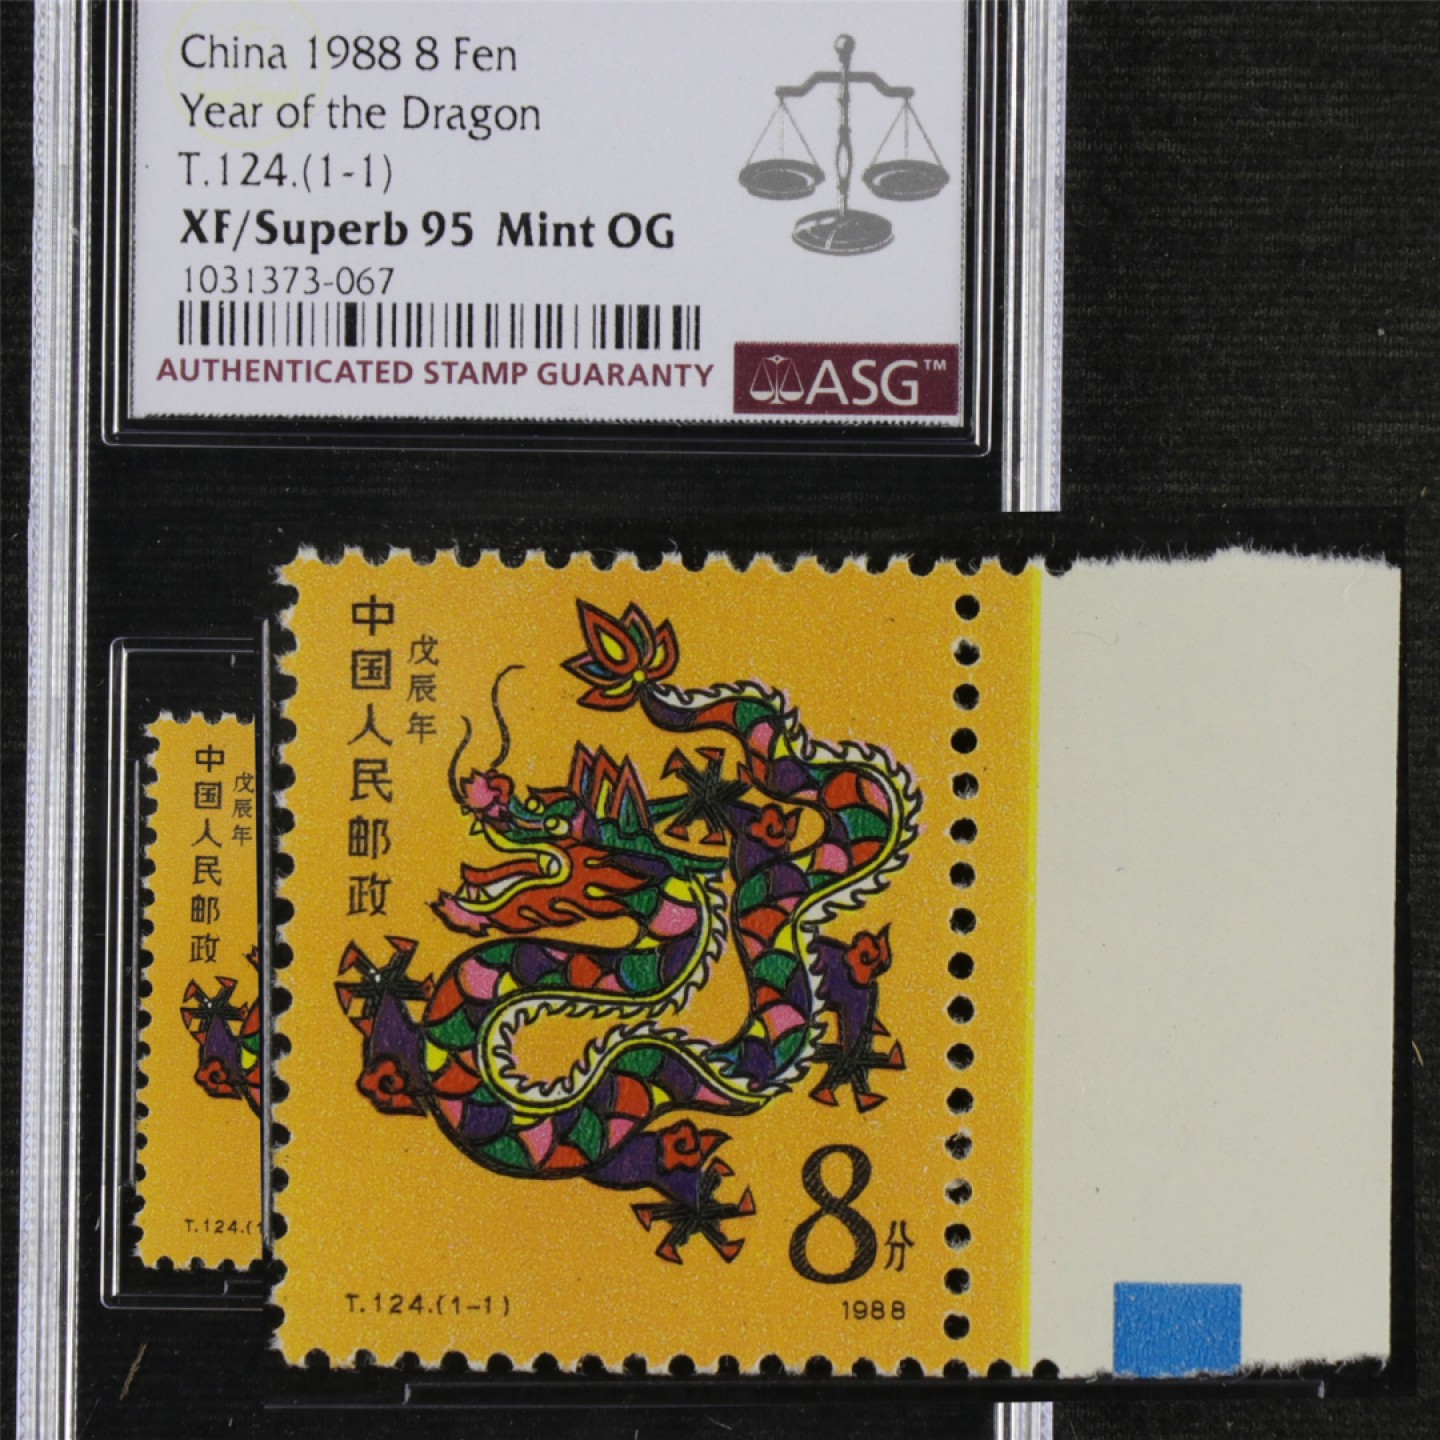 China 1988 8 Fen
Year of the Dragon
T.124.(1-1)
XF/Superb 95 Mint OG
1031373-067
AUTHENTICATED STAMP GUARANTY
ASG™
中国人民邮政
戊辰年
T.124.(1
中国人民邮政
戊辰年
8分
T.124.(1-1)
1988